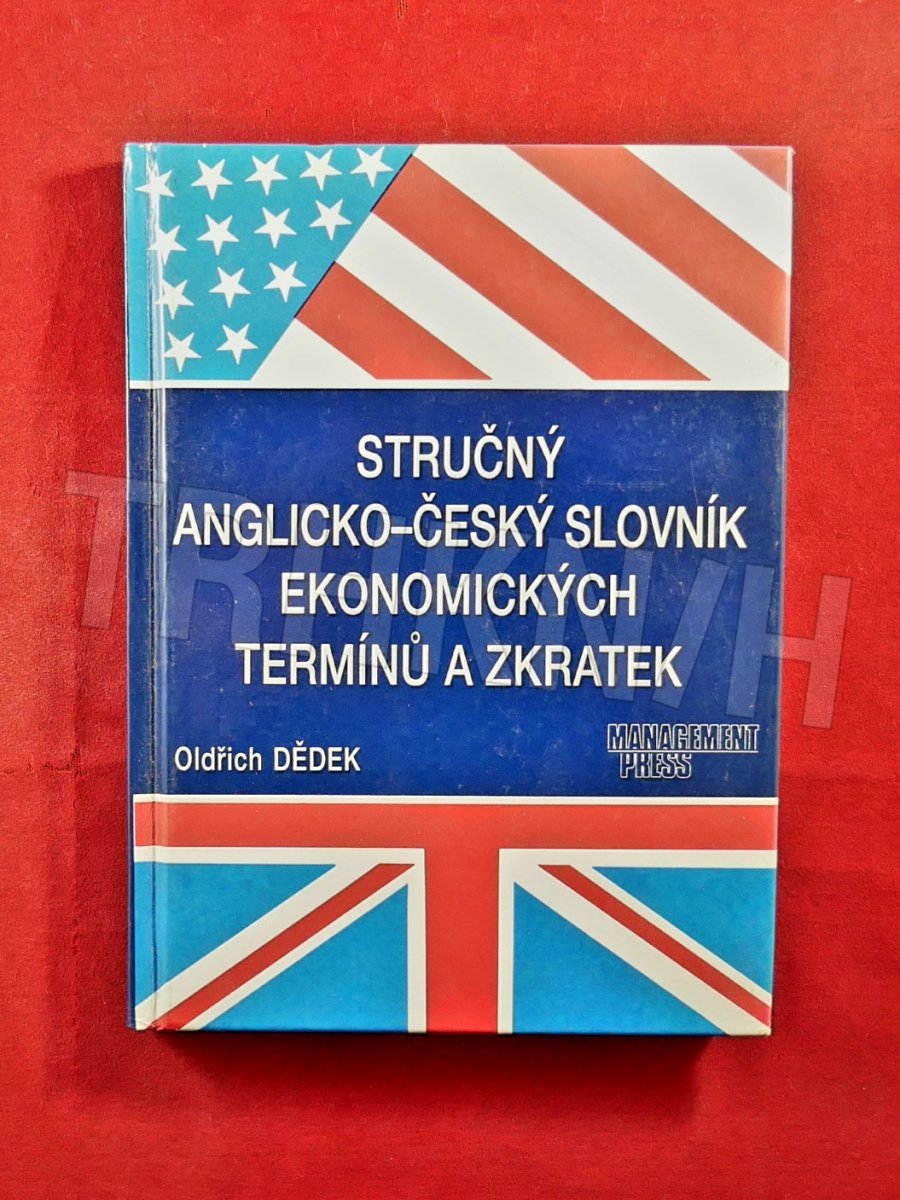 STRUČNÝ
ANGLICKO–ČESKÝ SLOVNÍK
EKONOMICKÝCH
TERMÍNŮ A ZKRATEK
Oldřich DĚDEK
MANAGEMENT
PRESS